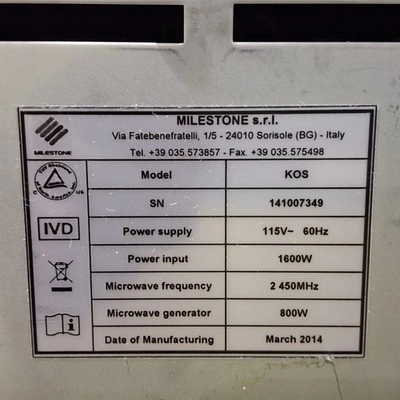 MILESTONE s.r.l.
Via Fatebenefratelli, 1/5 - 24010 Sorisole (BG) - Italy
Tel. +39 035.573857 - Fax. +39 035.575498
MILESTONE
Model KOS
SN 141007349
Power supply 115V~ 60Hz
Power input 1600W
Microwave frequency 2 450MHz
Microwave generator 800W
Date of Manufacturing March 2014
C US
IVD
i